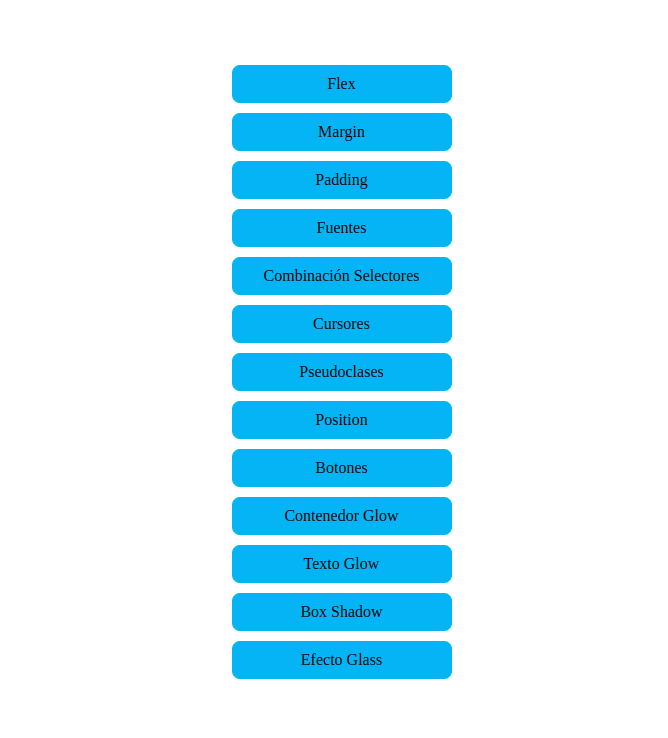 Flex
Margin
Padding
Fuentes
Combinación Selectores
Cursores
Pseudoclases
Position
Botones
Contenedor Glow
Texto Glow
Box Shadow
Efecto Glass